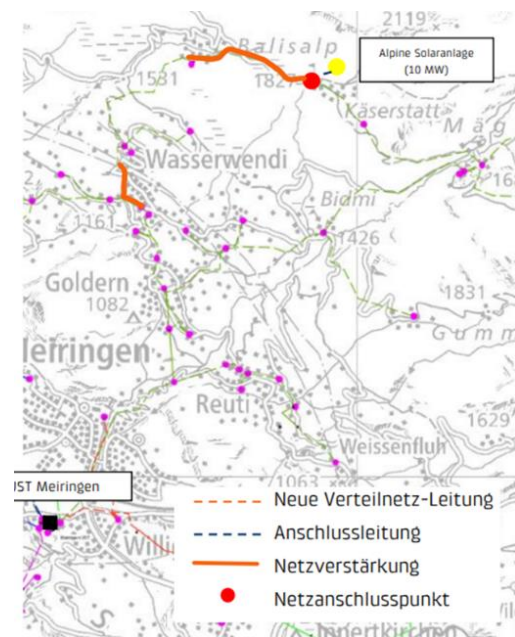 2119
Balisalp
Alpine Solaranlage
(10 MW)
1531
1827
Käserstatt
Mäg
Wasserwendi
1161
Bidmi
1426
Goldern
1082
1831
Gumm
Meiringen
Reuti
Weissenfluh
1629
1063
UST Meiringen
Neue Verteilnetz-Leitung
Anschlussleitung
Willi
Netzverstärkung
Netzanschlusspunkt